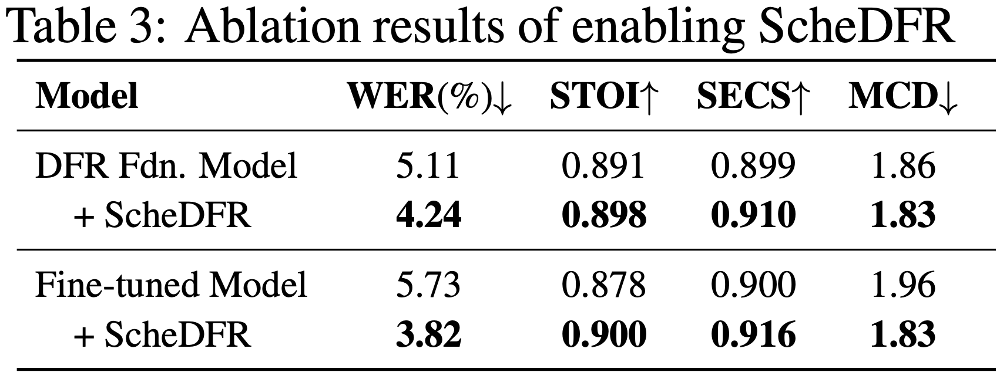 Table 3: Ablation results of enabling ScheDFR
Model WER(%)↓ STOI↑ SECS↑ MCD↓
DFR Fdn. Model 5.11 0.891 0.899 1.86
+ ScheDFR 4.24 0.898 0.910 1.83
Fine-tuned Model 5.73 0.878 0.900 1.96
+ ScheDFR 3.82 0.900 0.916 1.83